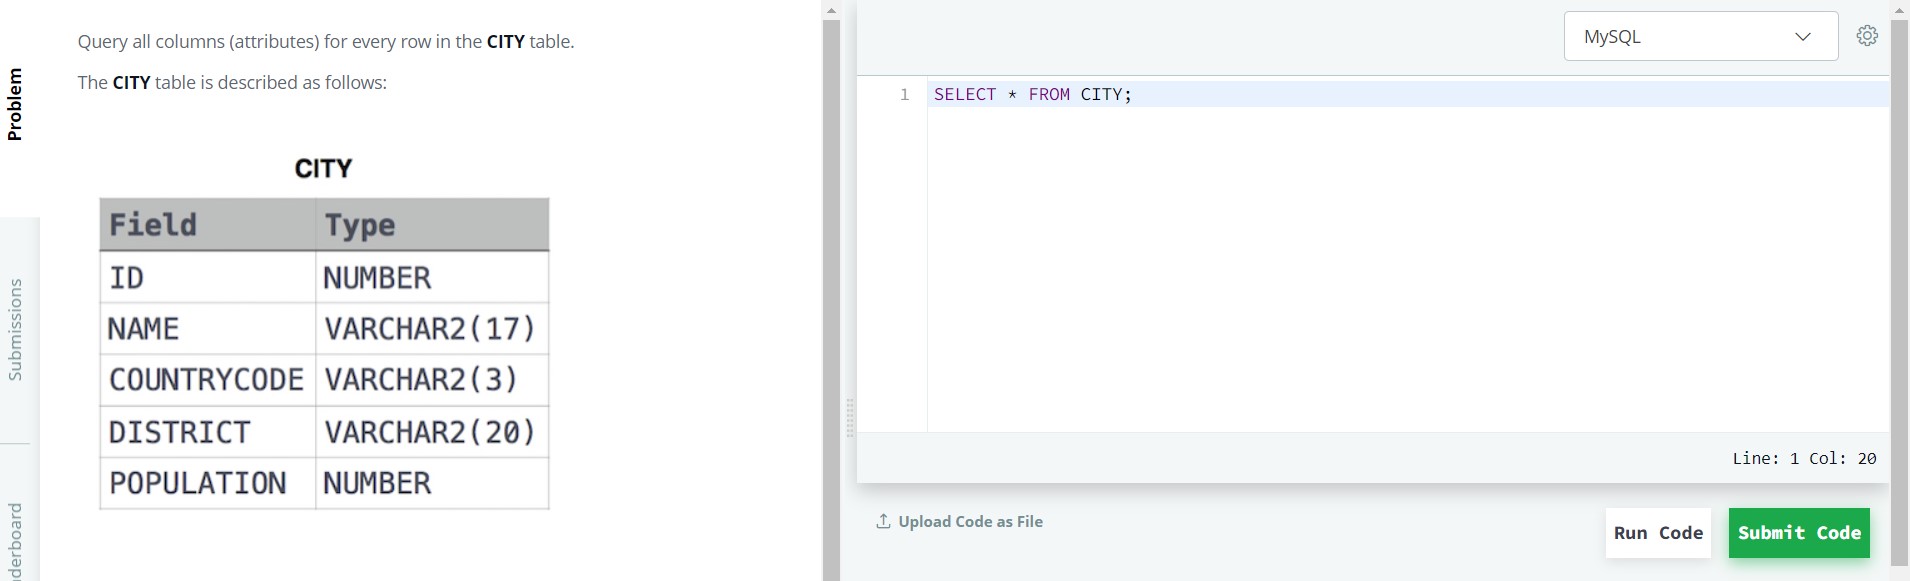 Problem
Submissions
Query all columns (attributes) for every row in the CITY table.
The CITY table is described as follows:
CITY
Field Type
ID NUMBER
NAME VARCHAR2(17)
COUNTRYCODE VARCHAR2(3)
DISTRICT VARCHAR2(20)
POPULATION NUMBER
MySQL
1 SELECT * FROM CITY;
Line: 1 Col: 20
Upload Code as File
Run Code
Submit Code